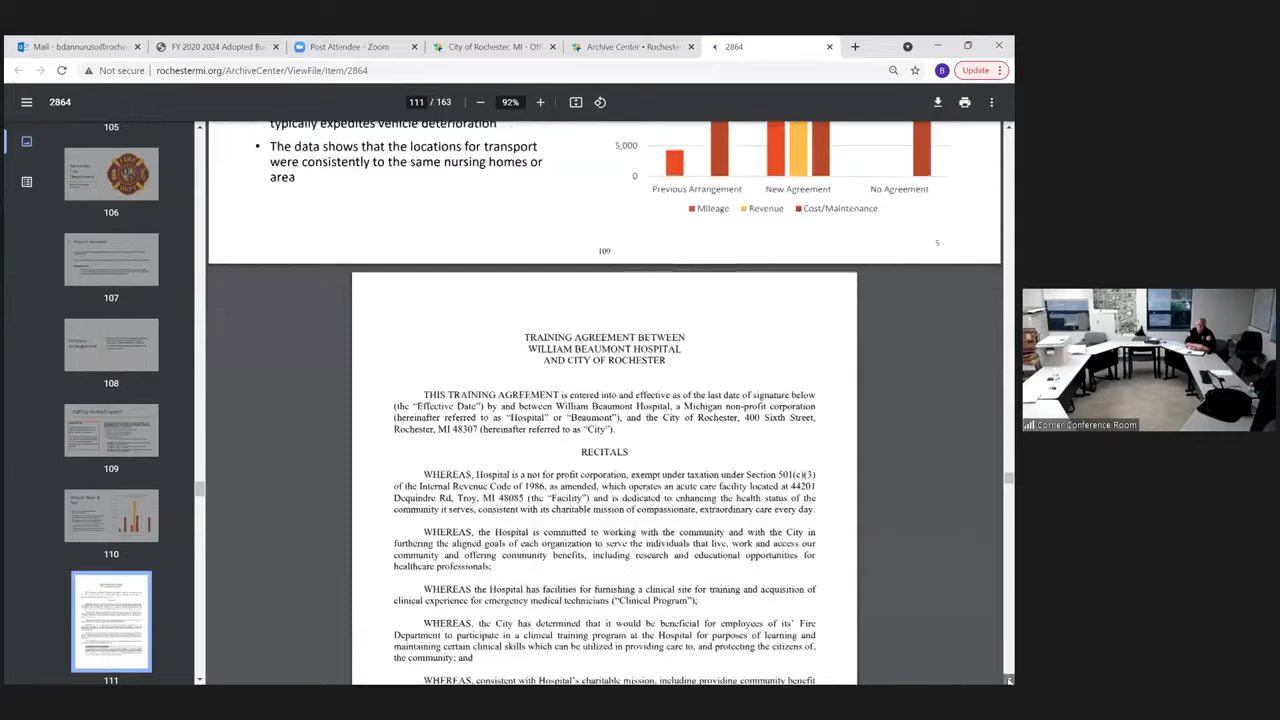 Mail - bdannunzio@roche
FY 2020 2024 Adopted Bu
Post Attendee - Zoom
City of Rochester, MI - Offi
Archive Center • Rochester
2864
Not secure
rochestermi.org/ArchiveCenter/ViewFile/Item/2864
B
Update
2864
111 / 163
92%
105
106
107
108
109
110
111
typically expedites vehicle deterioration
• The data shows that the locations for transport
were consistently to the same nursing homes or
area
5,000
0
Previous Arrangement
New Agreement
No Agreement
Mileage
Revenue
Cost/Maintenance
5
109
TRAINING AGREEMENT BETWEEN
WILLIAM BEAUMONT HOSPITAL
AND CITY OF ROCHESTER
THIS TRAINING AGREEMENT is entered into and effective as of the last date of signature below
(the “Effective Date”) by and between William Beaumont Hospital, a Michigan non-profit corporation
(hereinafter referred to as “Hospital” or “Beaumont”), and the City of Rochester, 400 Sixth Street,
Rochester, MI 48307 (hereinafter referred to as “City”).
RECITALS
WHEREAS, Hospital is a not for profit corporation, exempt under taxation under Section 501(c)(3)
of the Internal Revenue Code of 1986, as amended, which operates an acute care facility located at 44201
Dequindre Rd, Troy, MI 48085 (the “Facility”) and is dedicated to enhancing the health status of the
community it serves, consistent with its charitable mission of compassionate, extraordinary care every day.
WHEREAS, the Hospital is committed to working with the community and with the City in
furthering the aligned goals of each organization to serve the individuals that live, work and access our
community and offering community benefits, including research and educational opportunities for
healthcare professionals;
WHEREAS the Hospital has facilities for furnishing a clinical site for training and acquisition of
clinical experience for emergency medical technicians (“Clinical Program”);
WHEREAS, the City has determined that it would be beneficial for employees of its’ Fire
Department to participate in a clinical training program at the Hospital for purposes of learning and
maintaining certain clinical skills which can be utilized in providing care to, and protecting the citizens of,
the community; and
WHEREAS, consistent with Hospital’s charitable mission, including providing community benefit
Corner Conference Room